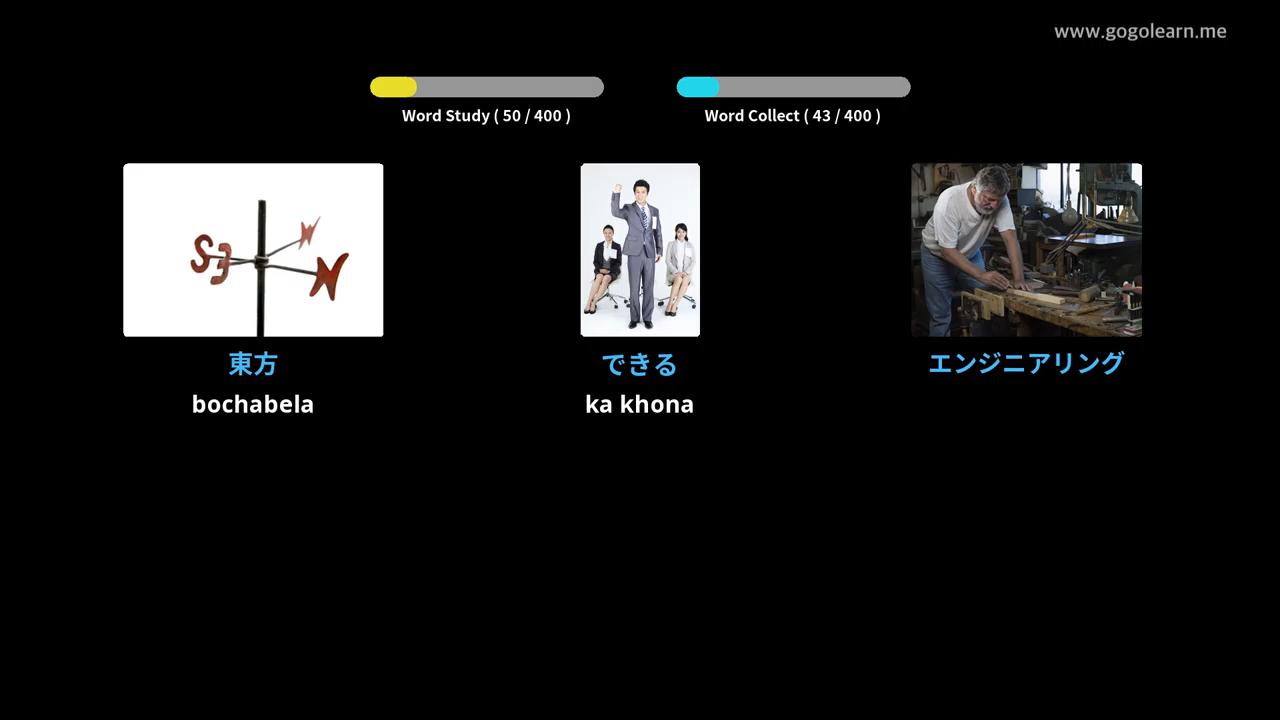 www.gogolearn.me
Word Study ( 50 / 400 )
Word Collect ( 43 / 400 )
S E N W
東方
できる
エンジニアリング
bochabela
ka khona